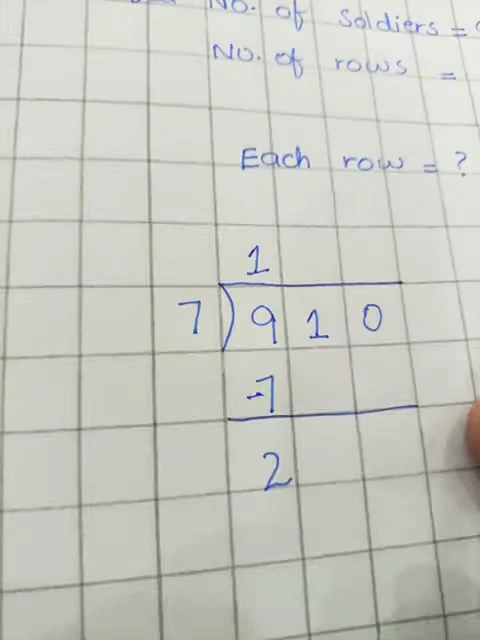 No. of Soldiers =
No. of rows =
Each row = ?
1
7) 9 1 0
-7
2